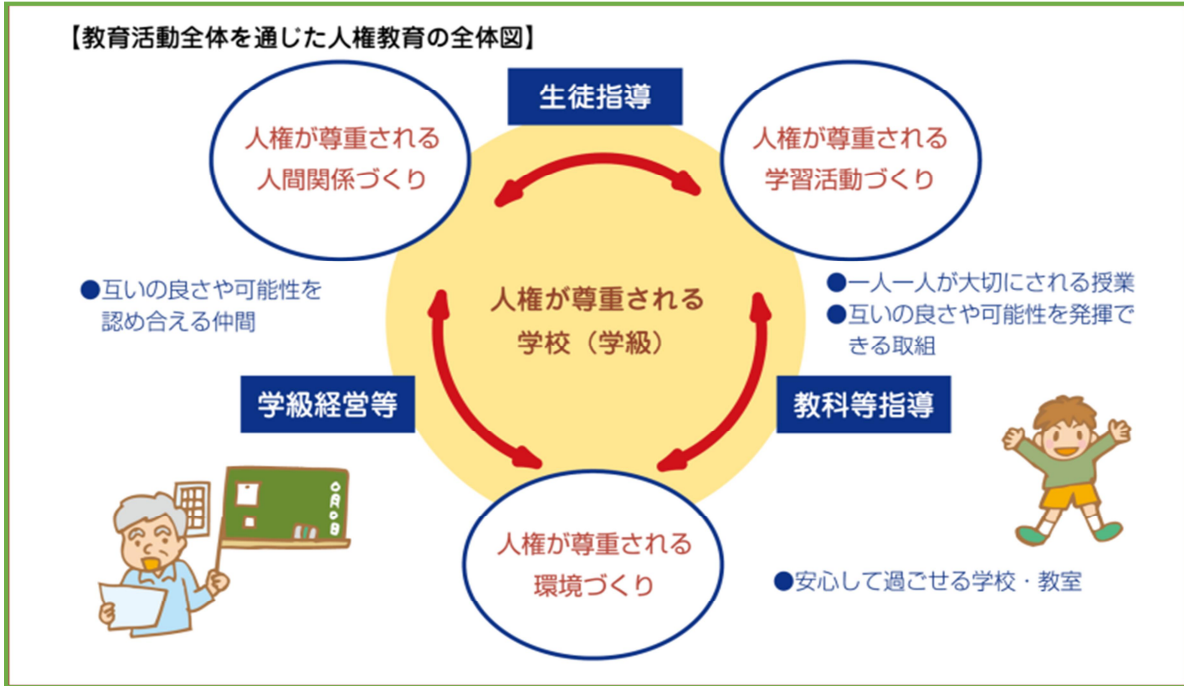 【教育活動全体を通じた人権教育の全体図】
生徒指導
人権が尊重される
人間関係づくり
人権が尊重される
学習活動づくり
●互いの良さや可能性を
認め合える仲間
人権が尊重される
学校（学級）
●一人一人が大切にされる授業
●互いの良さや可能性を発揮で
きる取組
学級経営等
教科等指導
人権が尊重される
環境づくり
●安心して過ごせる学校・教室